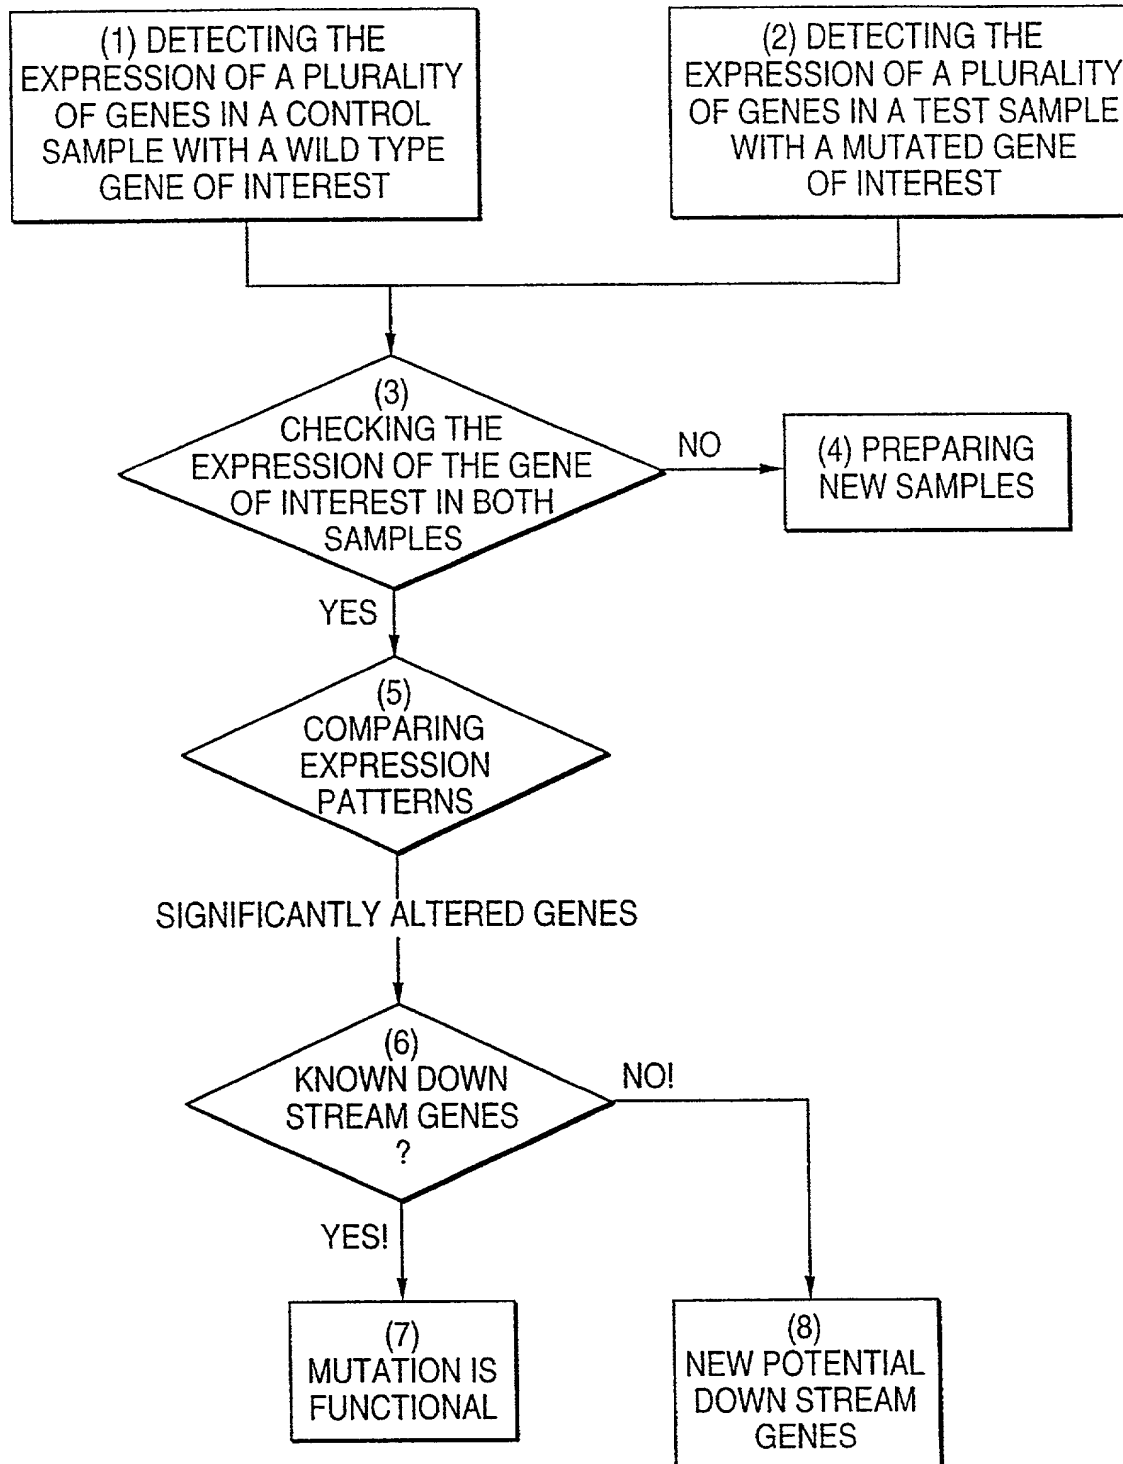 (1) DETECTING THE
EXPRESSION OF A PLURALITY
OF GENES IN A CONTROL
SAMPLE WITH A WILD TYPE
GENE OF INTEREST
(2) DETECTING THE
EXPRESSION OF A PLURALITY
OF GENES IN A TEST SAMPLE
WITH A MUTATED GENE
OF INTEREST
(3)
CHECKING THE
EXPRESSION OF THE GENE
OF INTEREST IN BOTH
SAMPLES
NO
(4) PREPARING
NEW SAMPLES
YES
(5)
COMPARING
EXPRESSION
PATTERNS
SIGNIFICANTLY ALTERED GENES
(6)
KNOWN DOWN
STREAM GENES
?
NO!
YES!
(7)
MUTATION IS
FUNCTIONAL
(8)
NEW POTENTIAL
DOWN STREAM
GENES